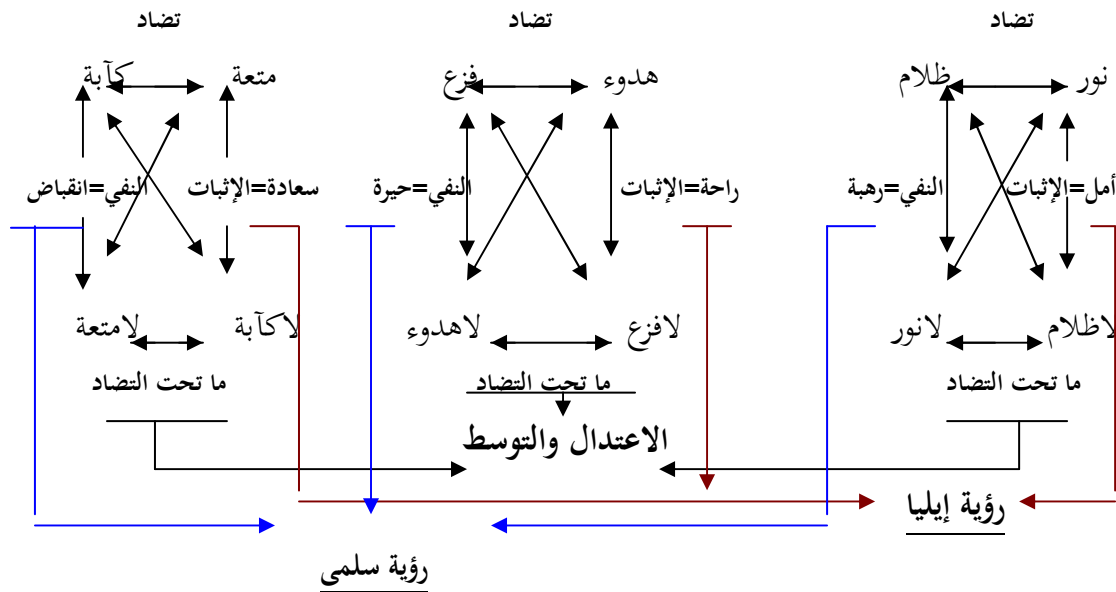 تضاد تضاد تضاد
نور ظلام هدوء فزع متعة كآبة
أمل=الإثبات النفي=رهبة راحة=الإثبات النفي=حيرة سعادة=الإثبات النفي=انقباض
لاظلام لانور لافزع لاهدوء لاكآبة لامتعة
ما تحت التضاد ما تحت التضاد ما تحت التضاد
الاعتدال والتوسط
رؤية إيليا
رؤية سلمى